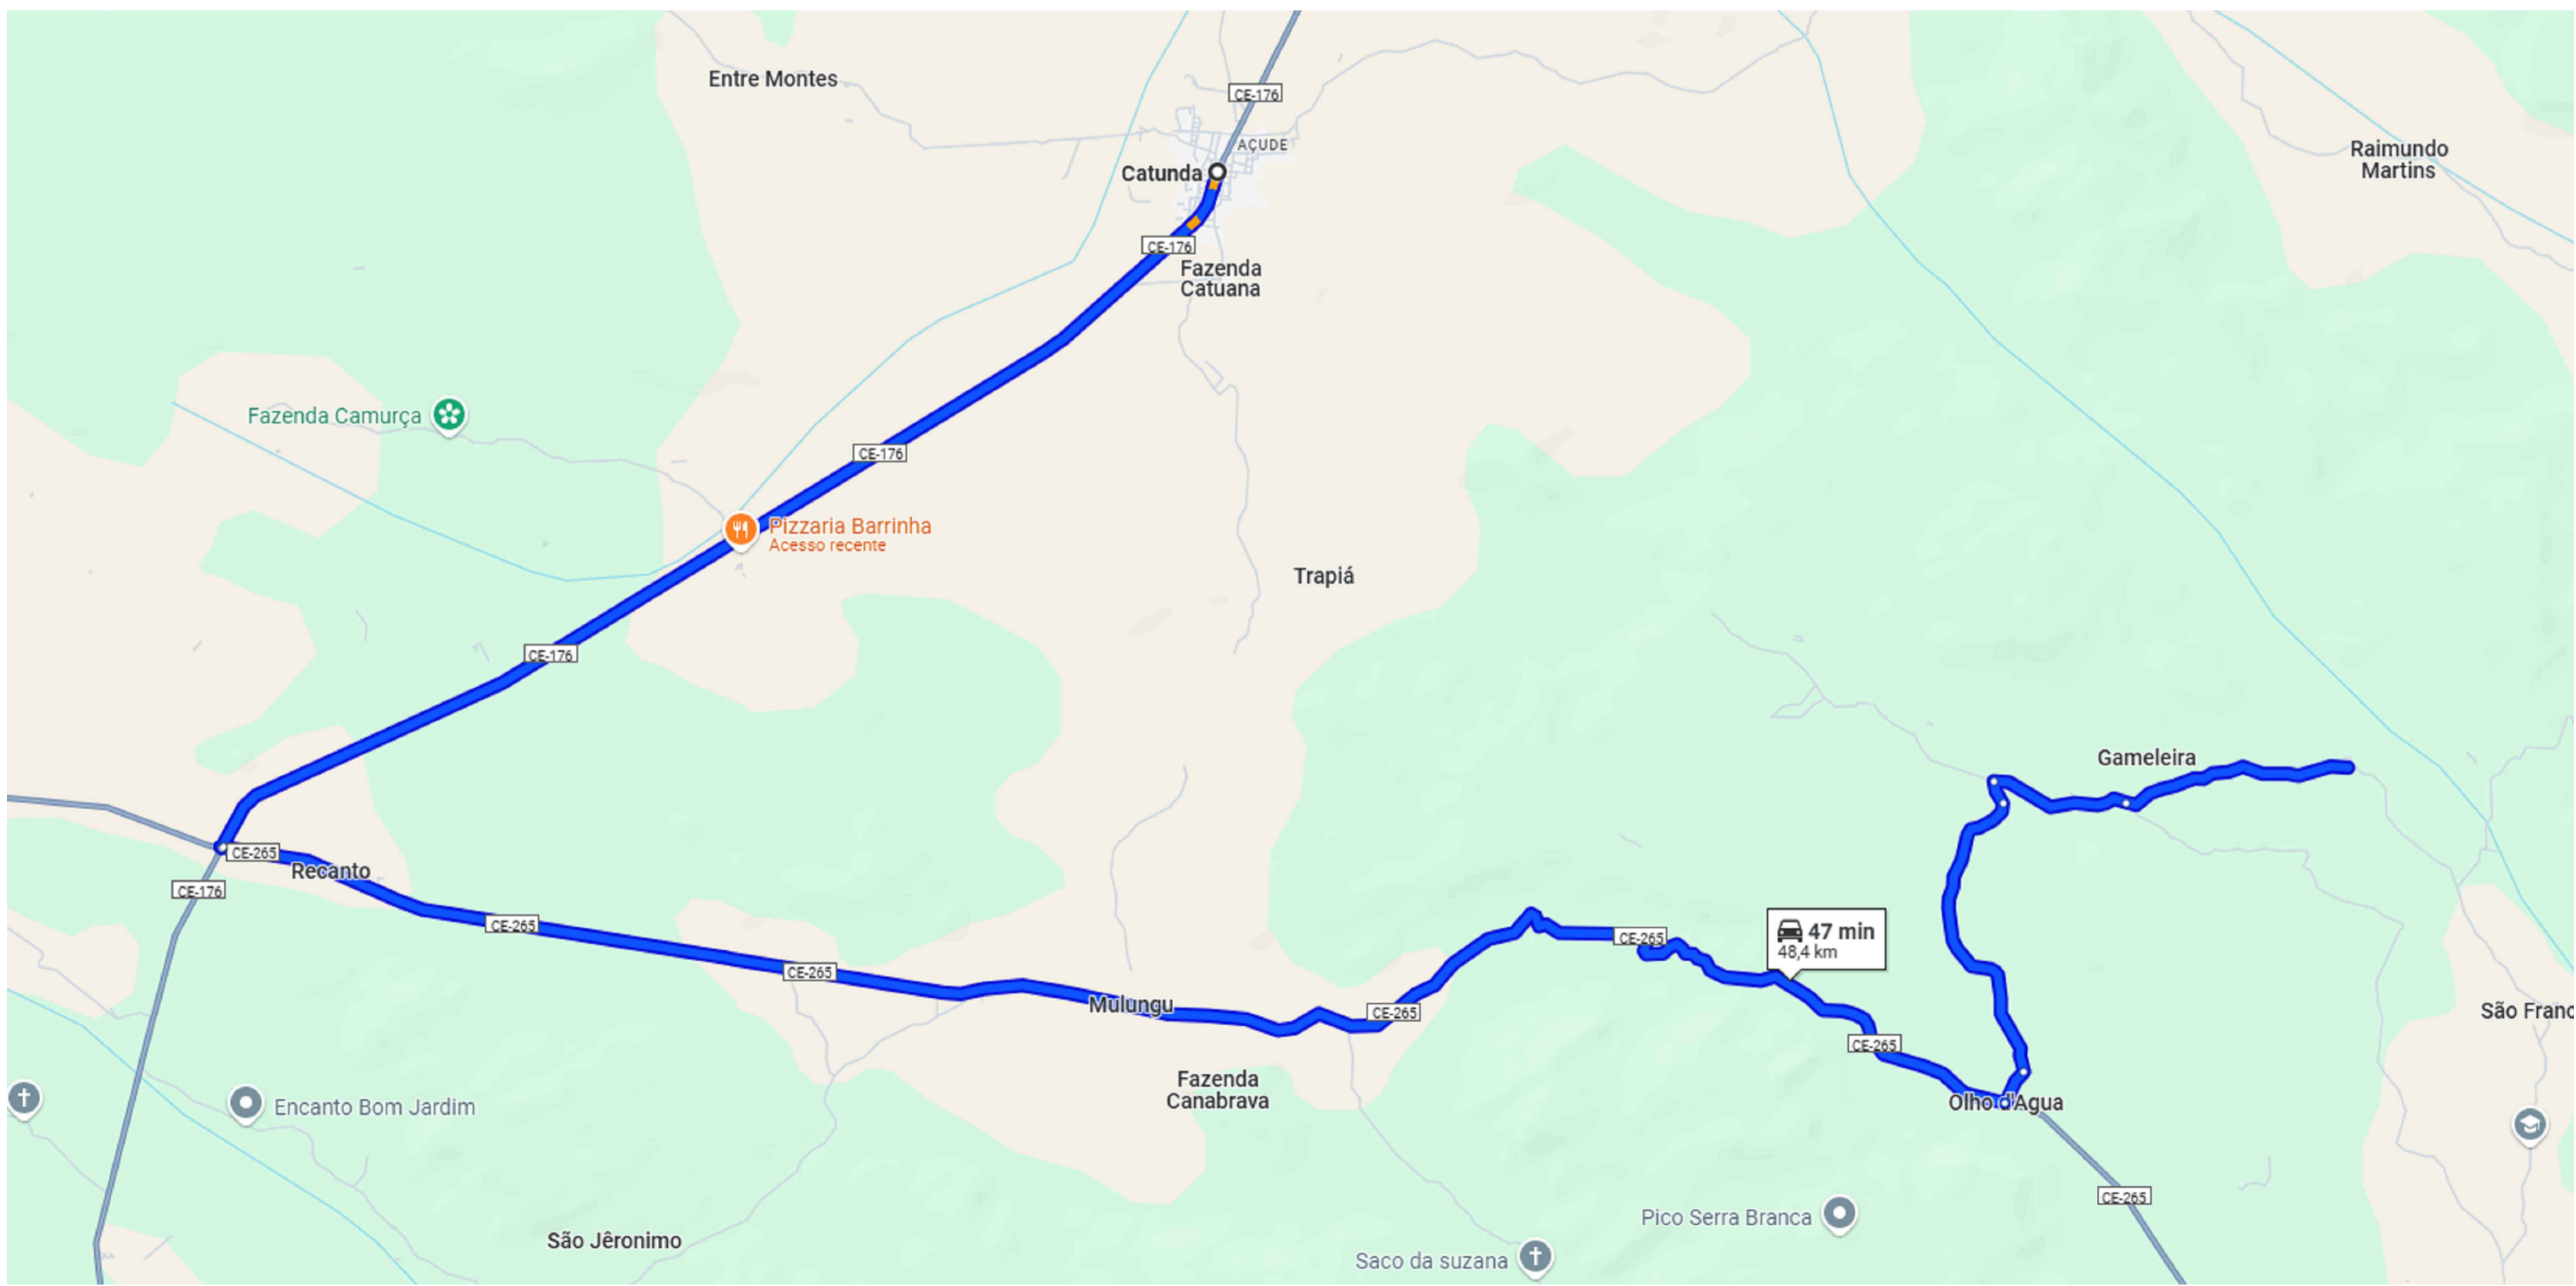 Entre Montes
CE-176
AÇUDE
Raimundo
Martins
Catunda
CE-176
Fazenda
Catuana
Fazenda Camurça
CE-176
Pizzaria Barrinha
Acesso recente
Trapiá
CE-176
Gameleira
CE-265
Recanto
CE-176
CE-265
47 min
48,4 km
CE-265
CE-265
Mulungu
CE-265
São Franc
CE-265
Fazenda
Canabrava
Encanto Bom Jardim
Olho d'Agua
CE-265
Pico Serra Branca
São Jêronimo
Saco da suzana